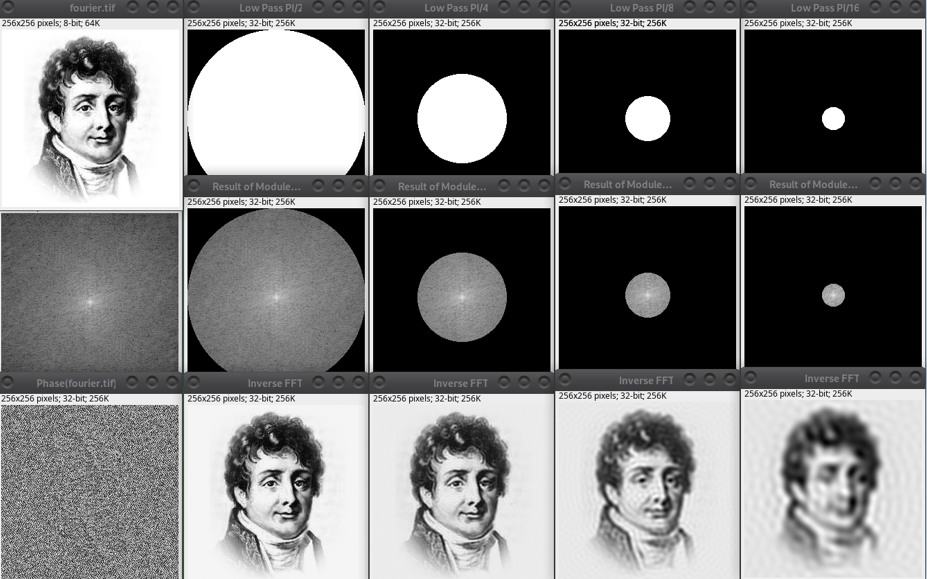 fourier.tif
256x256 pixels; 8-bit; 64K
Low Pass PI/2
256x256 pixels; 32-bit; 256K
Low Pass PI/4
256x256 pixels; 32-bit; 256K
Low Pass PI/8
256x256 pixels; 32-bit; 256K
Low Pass PI/16
256x256 pixels; 32-bit; 256K
Result of Module...
256x256 pixels; 32-bit; 256K
Result of Module...
256x256 pixels; 32-bit; 256K
Result of Module...
256x256 pixels; 32-bit; 256K
Result of Module...
256x256 pixels; 32-bit; 256K
Phase(fourier.tif)
256x256 pixels; 32-bit; 256K
Inverse FFT
256x256 pixels; 32-bit; 256K
Inverse FFT
256x256 pixels; 32-bit; 256K
Inverse FFT
256x256 pixels; 32-bit; 256K
Inverse FFT
256x256 pixels; 32-bit; 256K